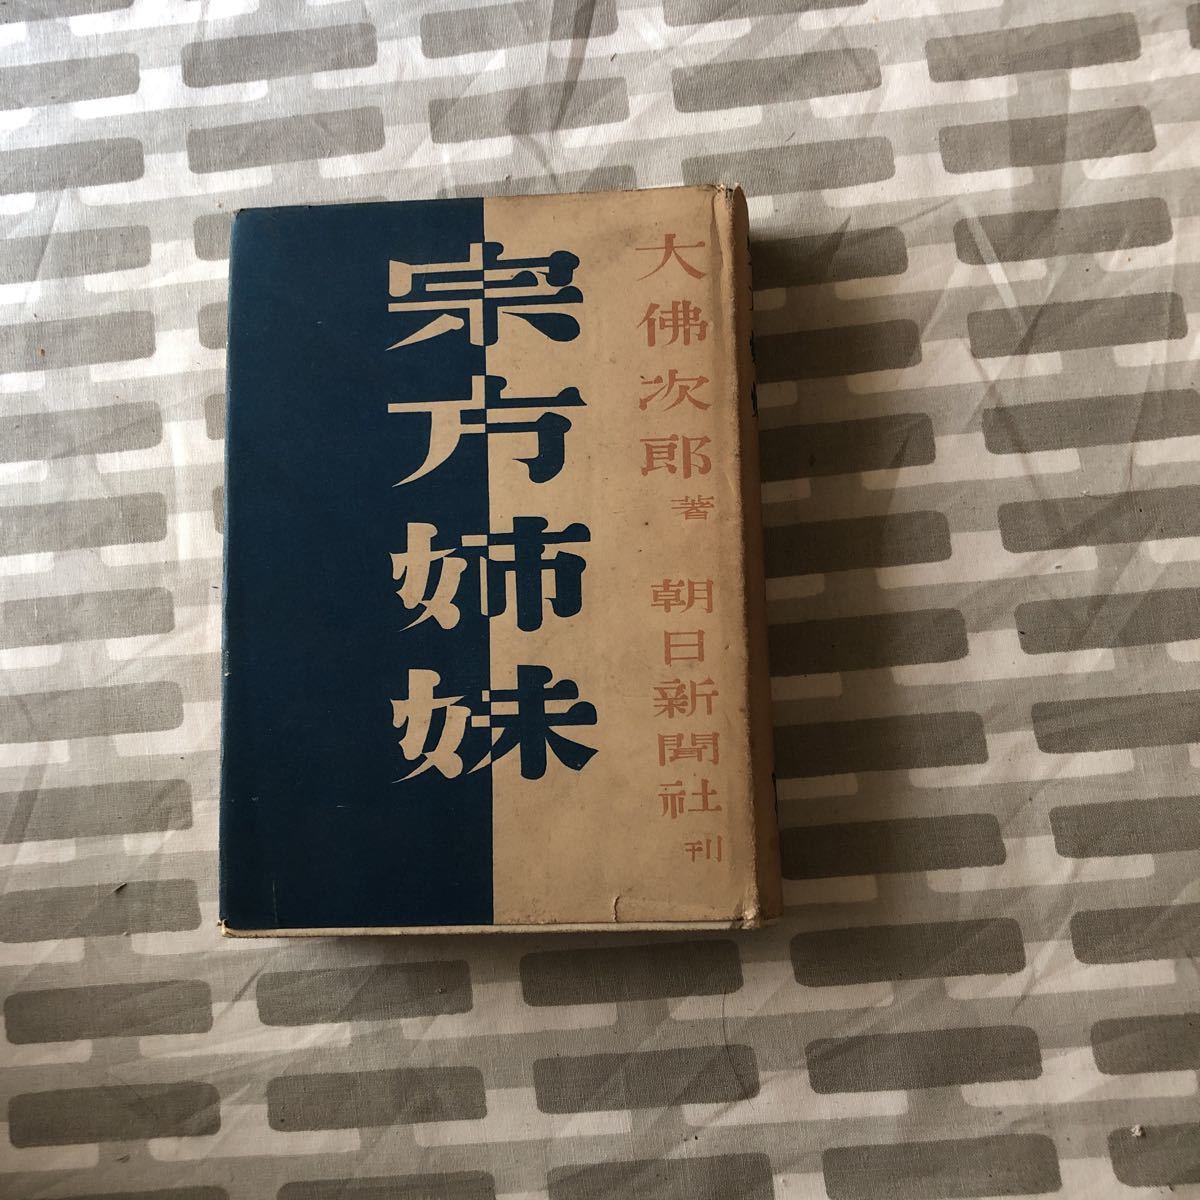 大佛次郎著 朝日新聞社刊
宗方姉妹